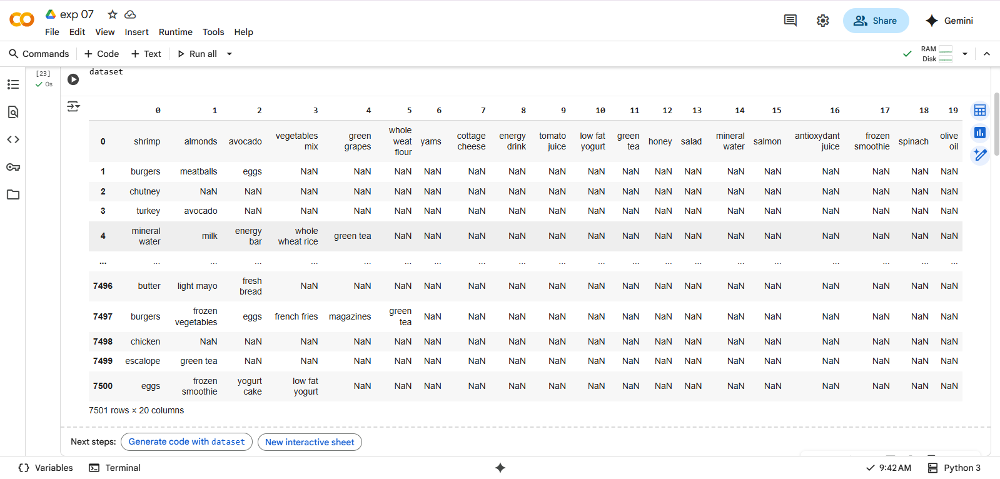 exp 07
File Edit View Insert Runtime Tools Help
Share
Gemini
Commands + Code + Text Run all
RAM
Disk
[23]
0s
dataset
0 1 2 3 4 5 6 7 8 9 10 11 12 13 14 15 16 17 18 19
0 shrimp almonds avocado vegetables mix green grapes whole weat flour yams cottage cheese energy drink tomato juice low fat yogurt green tea honey salad mineral water salmon antioxydant juice frozen smoothie spinach olive oil
1 burgers meatballs eggs NaN NaN NaN NaN NaN NaN NaN NaN NaN NaN NaN NaN NaN NaN NaN NaN NaN
2 chutney NaN NaN NaN NaN NaN NaN NaN NaN NaN NaN NaN NaN NaN NaN NaN NaN NaN NaN NaN
3 turkey avocado NaN NaN NaN NaN NaN NaN NaN NaN NaN NaN NaN NaN NaN NaN NaN NaN NaN NaN
4 mineral water milk energy bar whole wheat rice green tea NaN NaN NaN NaN NaN NaN NaN NaN NaN NaN NaN NaN NaN NaN NaN
... ... ... ... ... ... ... ... ... ... ... ... ... ... ... ... ... ... ... ... ...
7496 butter light mayo fresh bread NaN NaN NaN NaN NaN NaN NaN NaN NaN NaN NaN NaN NaN NaN NaN NaN NaN
7497 burgers frozen vegetables eggs french fries magazines green tea NaN NaN NaN NaN NaN NaN NaN NaN NaN NaN NaN NaN NaN NaN
7498 chicken NaN NaN NaN NaN NaN NaN NaN NaN NaN NaN NaN NaN NaN NaN NaN NaN NaN NaN NaN
7499 escalope green tea NaN NaN NaN NaN NaN NaN NaN NaN NaN NaN NaN NaN NaN NaN NaN NaN NaN NaN
7500 eggs frozen smoothie yogurt cake low fat yogurt NaN NaN NaN NaN NaN NaN NaN NaN NaN NaN NaN NaN NaN NaN NaN NaN
7501 rows × 20 columns
Next steps: Generate code with dataset New interactive sheet
Variables Terminal 9:42 AM Python 3